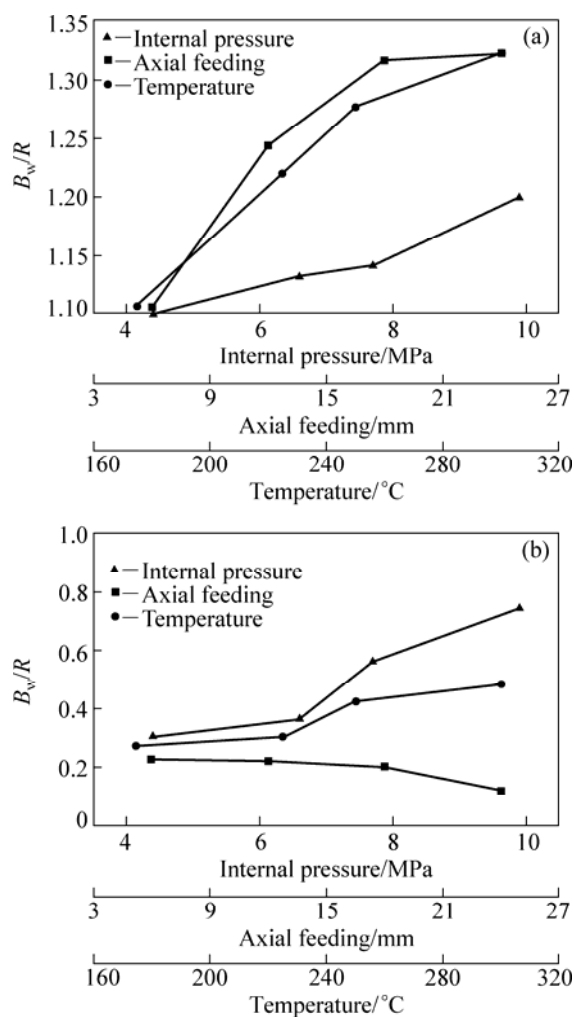 (a)
Internal pressure
Axial feeding
Temperature
1.35
1.30
1.25
1.20
1.15
1.10
Bw/R
4 6 8 10
Internal pressure/MPa
3 9 15 21 27
Axial feeding/mm
160 200 240 280 320
Temperature/°C
(b)
Internal pressure
Axial feeding
Temperature
1.0
0.8
0.6
0.4
0.2
0
Bw/R
4 6 8 10
Internal pressure/MPa
3 9 15 21 27
Axial feeding/mm
160 200 240 280 320
Temperature/°C